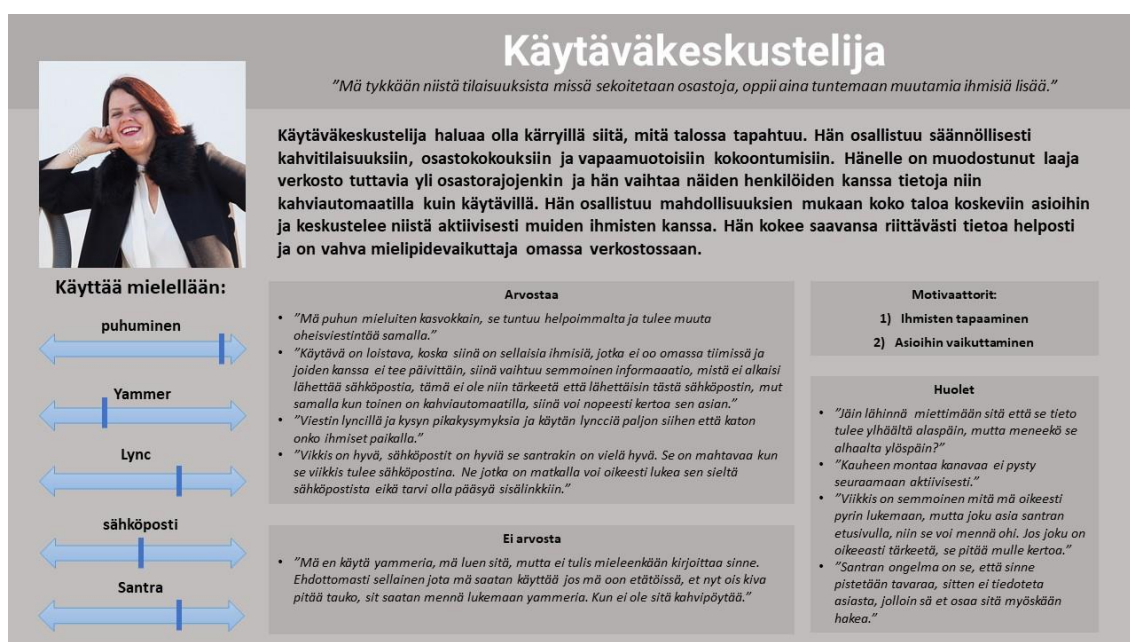 Käytäväkeskustelija
"Mä tykkään niistä tilaisuuksista missä sekoitetaan osastoja, oppii aina tuntemaan muutamia ihmisiä lisää."
Käytäväkeskustelija haluaa olla kärryillä siitä, mitä talossa tapahtuu. Hän osallistuu säännöllisesti
kahvitilaisuuksiin, osastokokouksiin ja vapaamuotoisiin kokoontumisiin. Hänelle on muodostunut laaja
verkosto tuttavia yli osastorajojenkin ja hän vaihtaa näiden henkilöiden kanssa tietoja niin
kahviautomaatilla kuin käytävillä. Hän osallistuu mahdollisuuksien mukaan koko taloa koskeviin asioihin
ja keskustelee niistä aktiivisesti muiden ihmisten kanssa. Hän kokee saavansa riittävästi tietoa helposti
ja on vahva mielipidevaikuttaja omassa verkostossaan.
Käyttää mielellään:
puhuminen
Yammer
Lync
sähköposti
Santra
Arvostaa
• "Mä puhun mieluiten kasvokkain, se tuntuu helpoimmalta ja tulee muuta
oheisviestintää samalla."
• "Käytävä on loistava, koska siinä on sellaisia ihmisiä, jotka ei oo omassa tiimissä ja
joiden kanssa ei tee päivittäin, siinä vaihtuu semmoinen informaaatio, mistä ei alkaisi
lähettää sähköpostia, tämä ei ole niin tärkeetä että lähettäisin tästä sähköpostin, mut
samalla kun toinen on kahviautomaatilla, siinä voi nopeesti kertoa sen asian."
• "Viestin lyncillä ja kysyn pikakysymyksia ja käytän lyncciä paljon siihen että katon
onko ihmiset paikalla."
• "Vikkis on hyvä, sähköpostit on hyviä se santrakin on vielä hyvä. Se on mahtavaa kun
se viikkis tulee sähköpostina. Ne jotka on matkalla voi oikeesti lukea sen sieltä
sähköpostista eikä tarvi olla pääsyä sisälinkkiin."
Ei arvosta
• "Mä en käytä yammeria, mä luen sitä, mutta ei tulis mieleenkään kirjoittaa sinne.
Ehdottomasti sellainen jota mä saatan käyttää jos mä oon etätöissä, et nyt ois kiva
pitää tauko, sit saatan mennä lukemaan yammeria. Kun ei ole sitä kahvipöytää."
Motivaattorit:
1) Ihmisten tapaaminen
2) Asioihin vaikuttaminen
Huolet
• "Jäin lähinnä miettimään sitä että se tieto
tulee ylhäältä alaspäin, mutta meneekö se
alhaalta ylöspäin?"
• "Kauheen montaa kanavaa ei pysty
seuraamaan aktiivisesti."
• "Viikkis on semmoinen mitä mä oikeesti
pyrin lukemaan, mutta joku asia santran
etusivulla, niin se voi mennä ohi. Jos joku on
oikeeasti tärkeetä, se pitää mulle kertoa."
• "Santran ongelma on se, että sinne
pistetään tavaraa, sitten ei tiedoteta
asiasta, jolloin sä et osaa sitä myöskään
hakea."